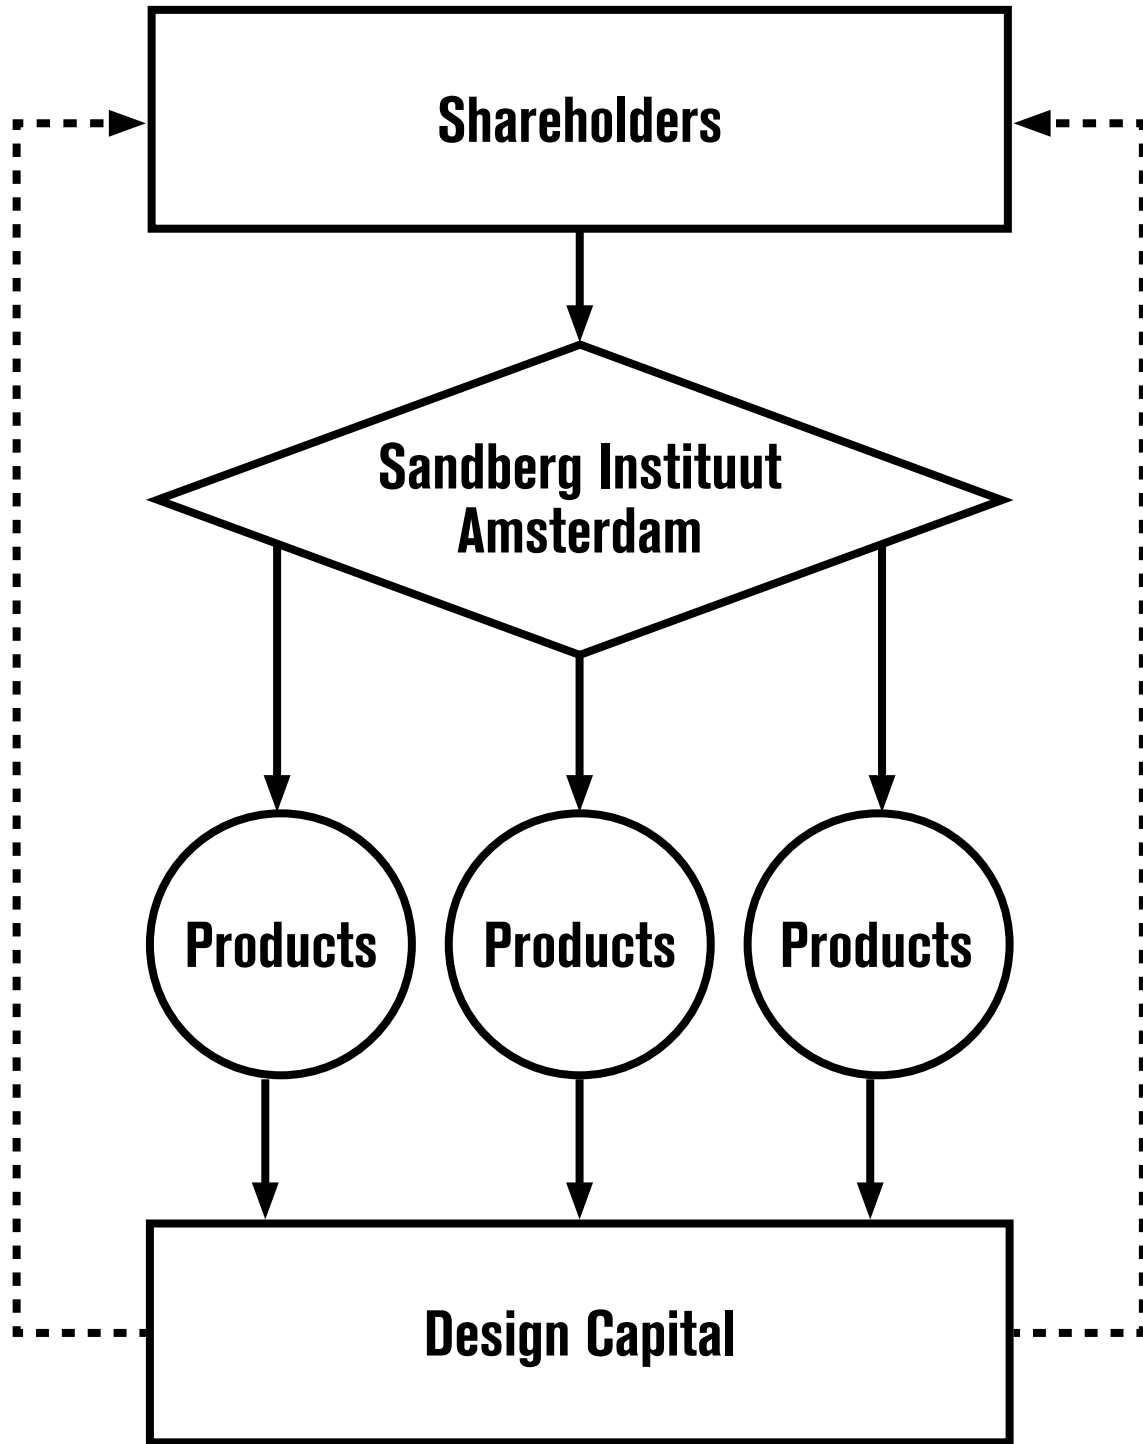 Shareholders
Sandberg Instituut
Amsterdam
Products
Products
Products
Design Capital